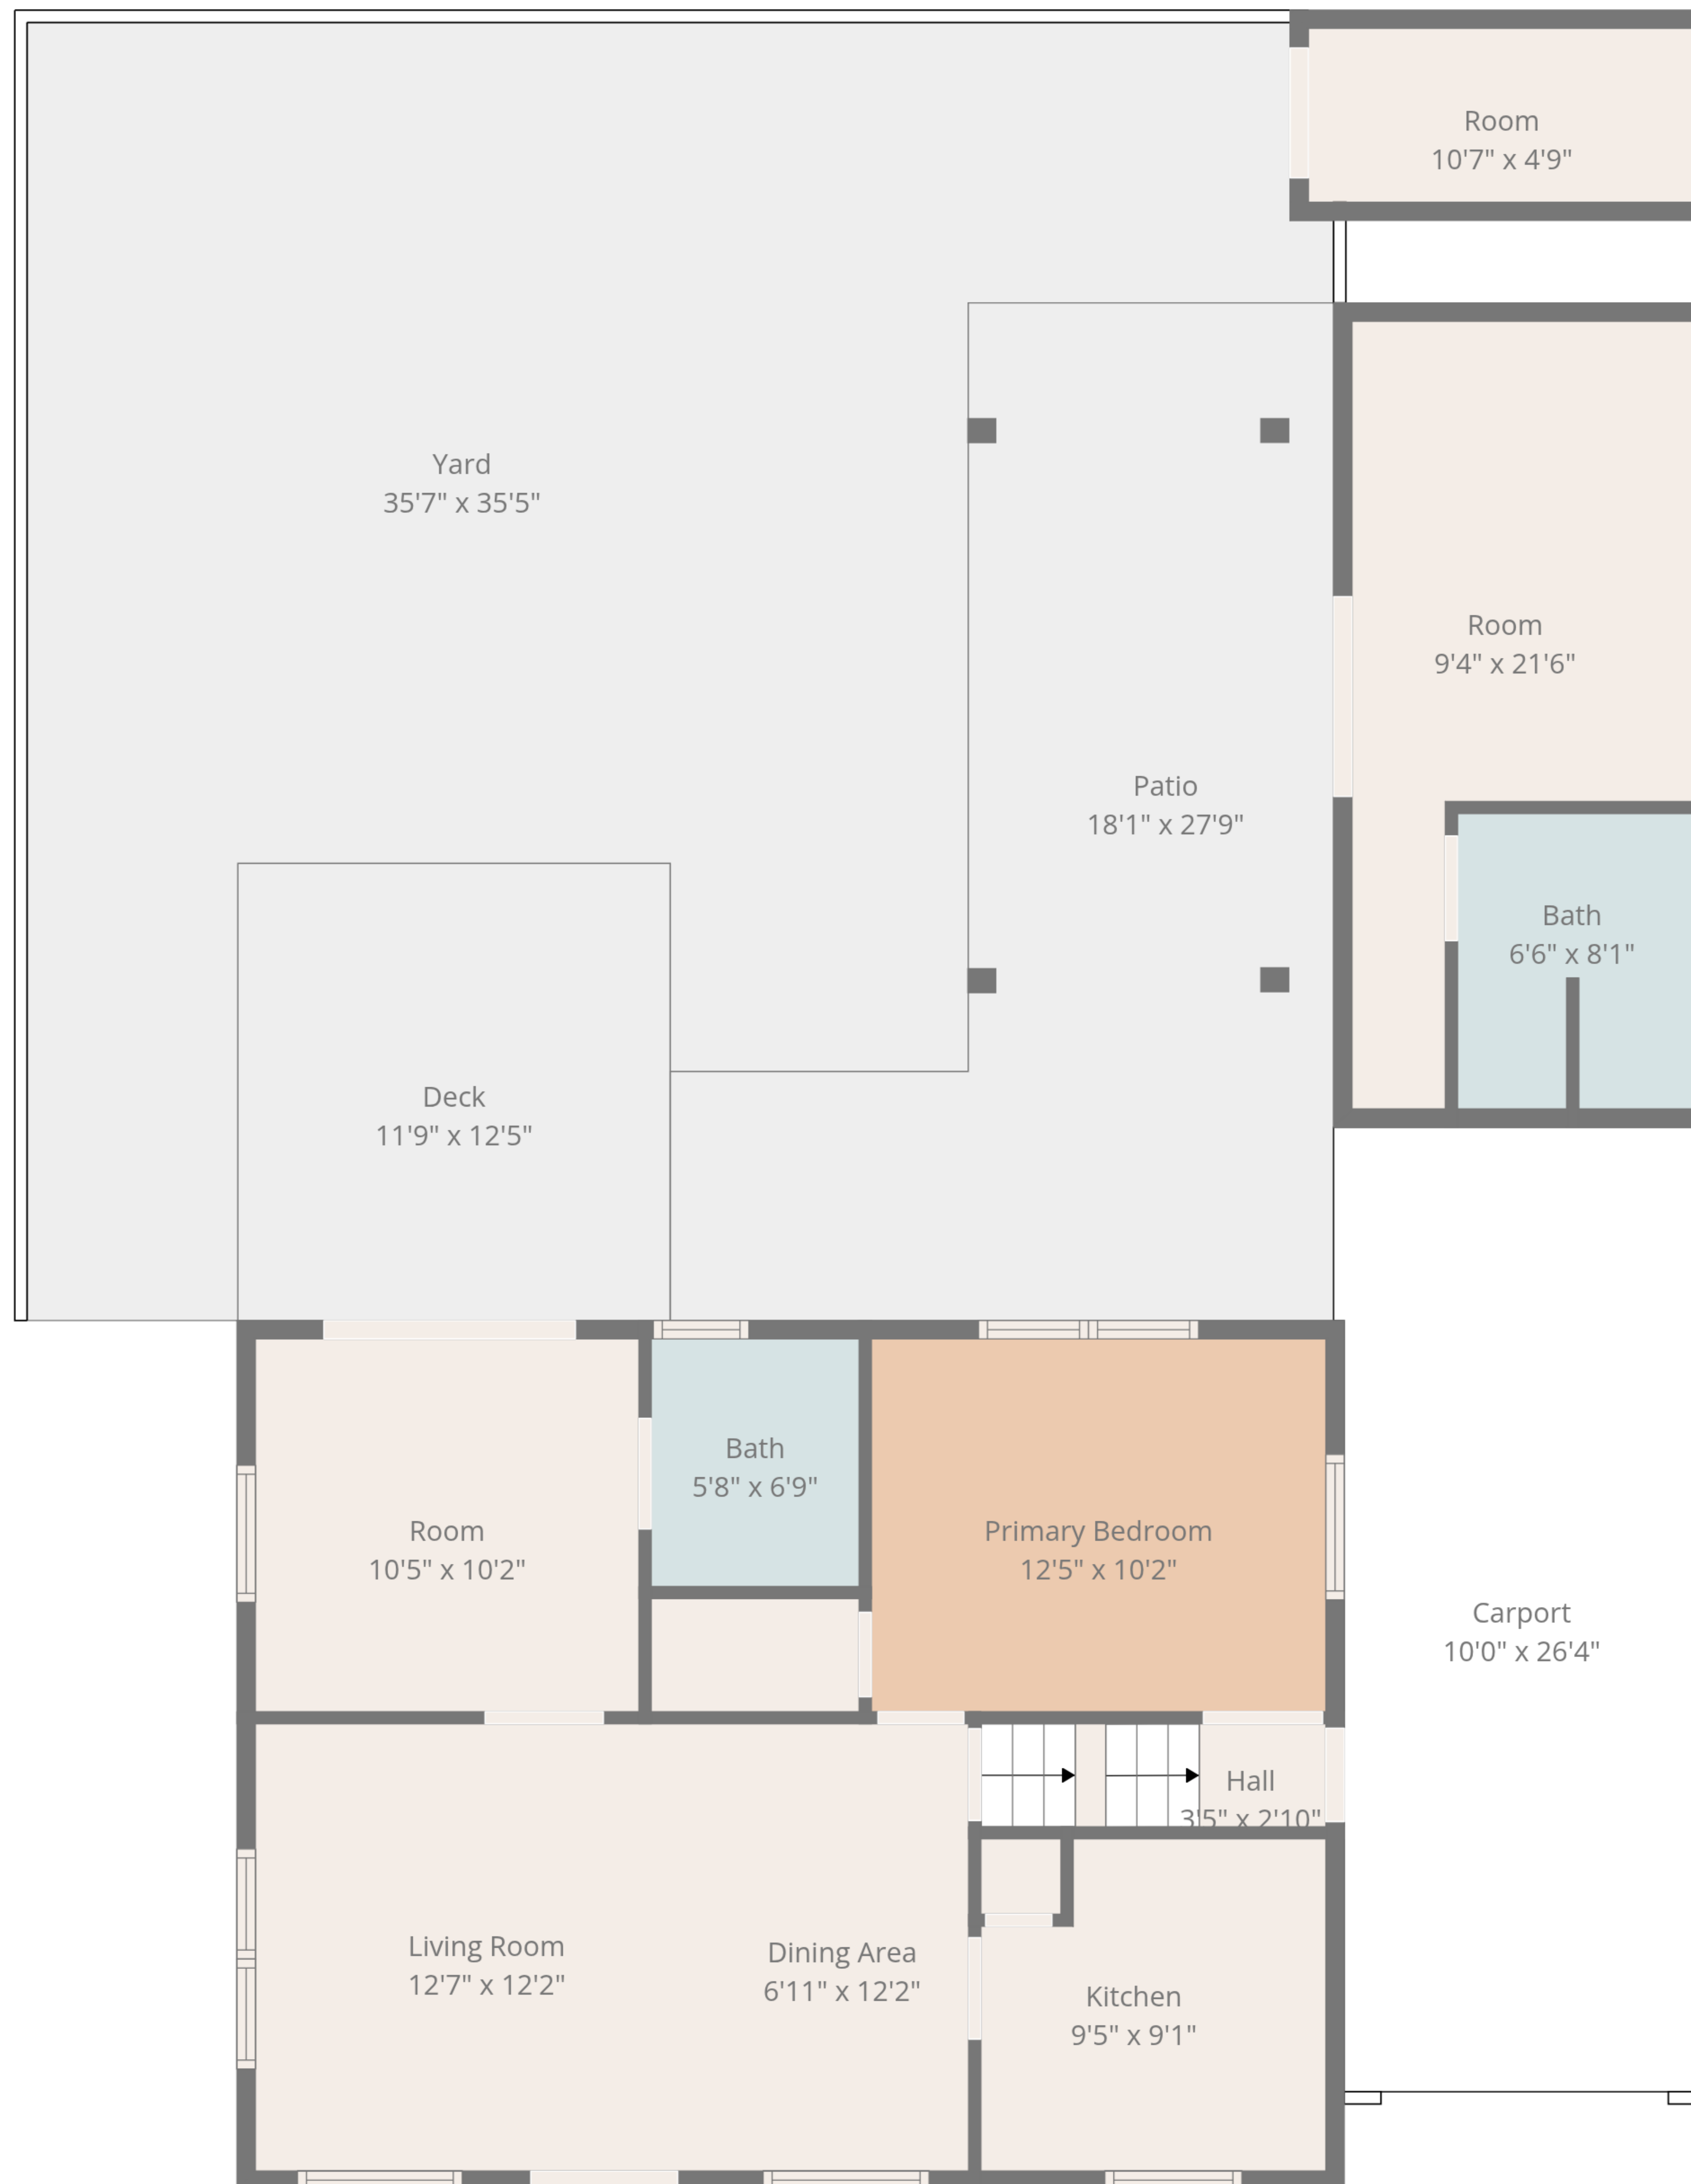 Room
10'7" x 4'9"
Yard
35'7" x 35'5"
Room
9'4" x 21'6"
Patio
18'1" x 27'9"
Bath
6'6" x 8'1"
Deck
11'9" x 12'5"
Bath
5'8" x 6'9"
Room
10'5" x 10'2"
Primary Bedroom
12'5" x 10'2"
Carport
10'0" x 26'4"
Hall
3'5" x 2'10"
Living Room
12'7" x 12'2"
Dining Area
6'11" x 12'2"
Kitchen
9'5" x 9'1"